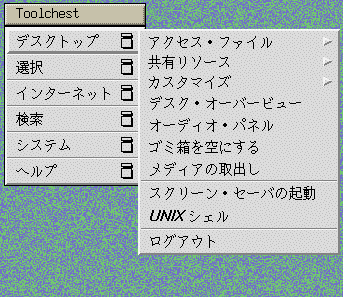 Toolchest
デスクトップ
選択
インターネット
検索
システム
ヘルプ
アクセス・ファイル
共有リソース
カスタマイズ
デスク・オーバービュー
オーディオ・パネル
ゴミ箱を空にする
メディアの取出し
スクリーン・セーバの起動
UNIX シェル
ログアウト